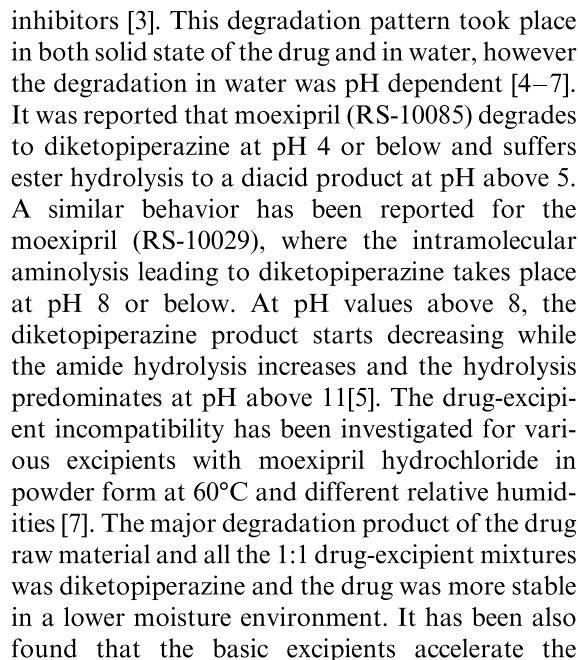 inhibitors [3]. This degradation pattern took place
in both solid state of the drug and in water, however
the degradation in water was pH dependent [4–7].
It was reported that moexipril (RS-10085) degrades
to diketopiperazine at pH 4 or below and suffers
ester hydrolysis to a diacid product at pH above 5.
A similar behavior has been reported for the
moexipril (RS-10029), where the intramolecular
aminolysis leading to diketopiperazine takes place
at pH 8 or below. At pH values above 8, the
diketopiperazine product starts decreasing while
the amide hydrolysis increases and the hydrolysis
predominates at pH above 11[5]. The drug-excipi-
ent incompatibility has been investigated for vari-
ous excipients with moexipril hydrochloride in
powder form at 60°C and different relative humid-
ities [7]. The major degradation product of the drug
raw material and all the 1:1 drug-excipient mixtures
was diketopiperazine and the drug was more stable
in a lower moisture environment. It has been also
found that the basic excipients accelerate the